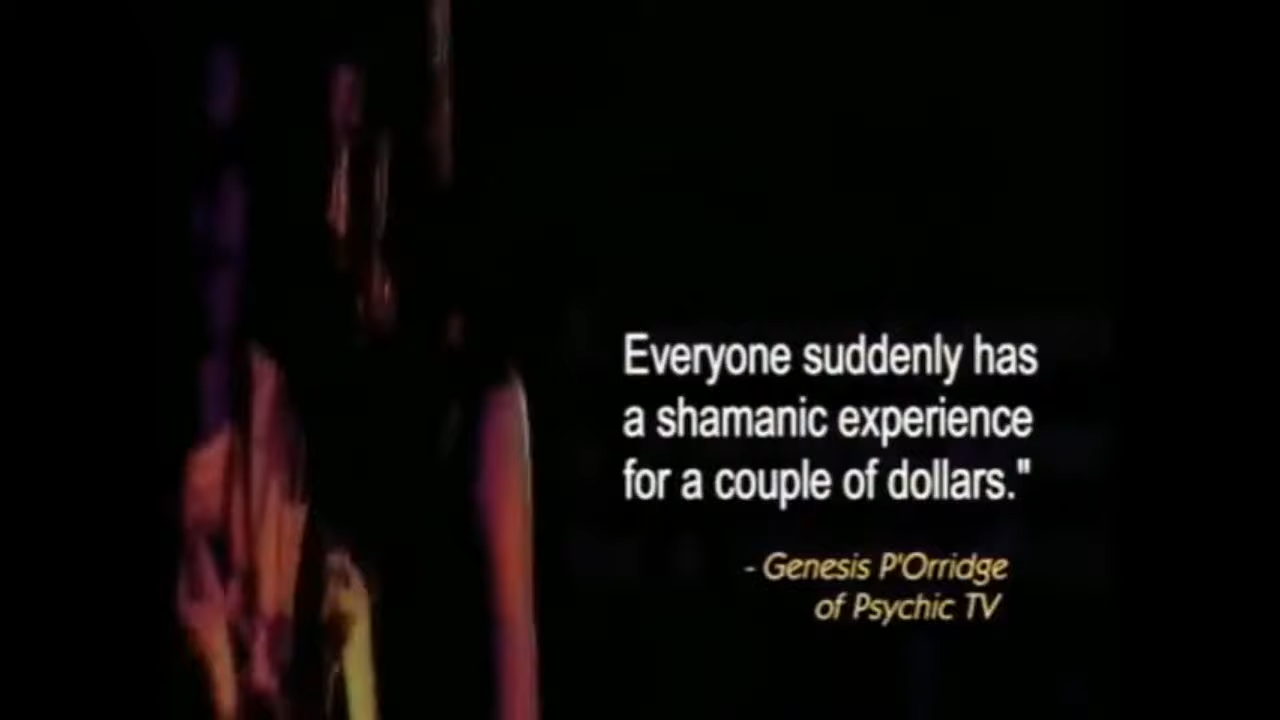 Everyone suddenly has
a shamanic experience
for a couple of dollars."
- Genesis P'Orridge
of Psychic TV